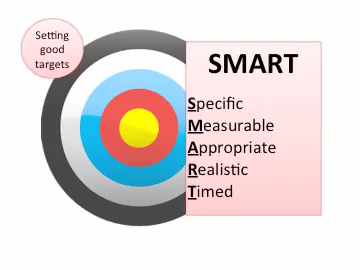 Setting
good
targets
SMART
Specific
Measurable
Appropriate
Realistic
Timed